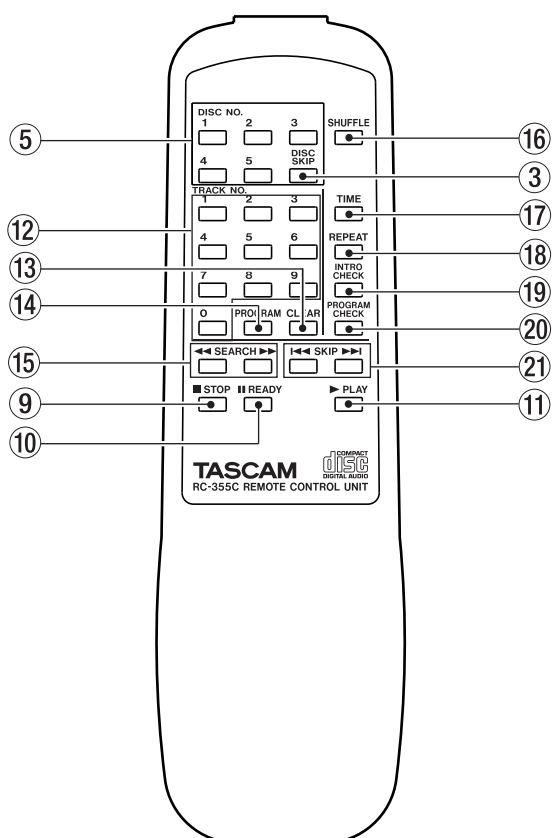 DISC NO.
1 2 3 SHUFFLE
5 16
4 5 DISC SKIP
3
TRACK NO.
1 2 3 TIME
12 17
4 5 6 REPEAT
13 18
7 8 9 INTRO CHECK
14 19
0 PROGRAM CLEAR PROGRAM CHECK
20
◄◄ SEARCH ►► I◄◄ SKIP ►►I
15 21
■ STOP II READY ► PLAY
9 11
10
TASCAM COMPACT disc DIGITAL AUDIO
RC-355C REMOTE CONTROL UNIT